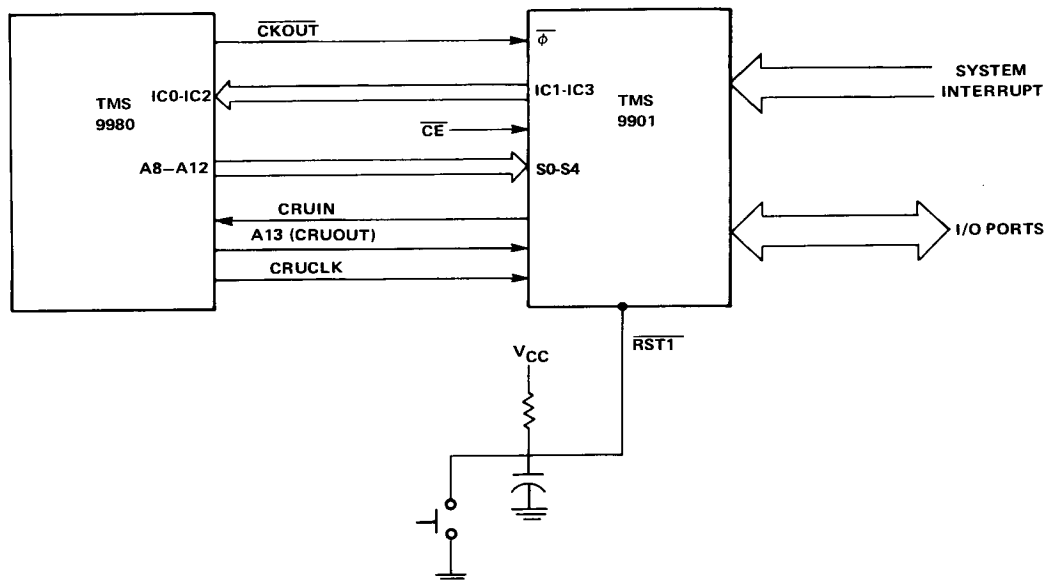 CKOUT
φ
IC0-IC2
IC1-IC3
TMS
9980
TMS
9901
SYSTEM
INTERRUPT
CE
A8–A12
S0-S4
CRUIN
A13 (CRUOUT)
CRUCLK
I/O PORTS
RST1
VCC